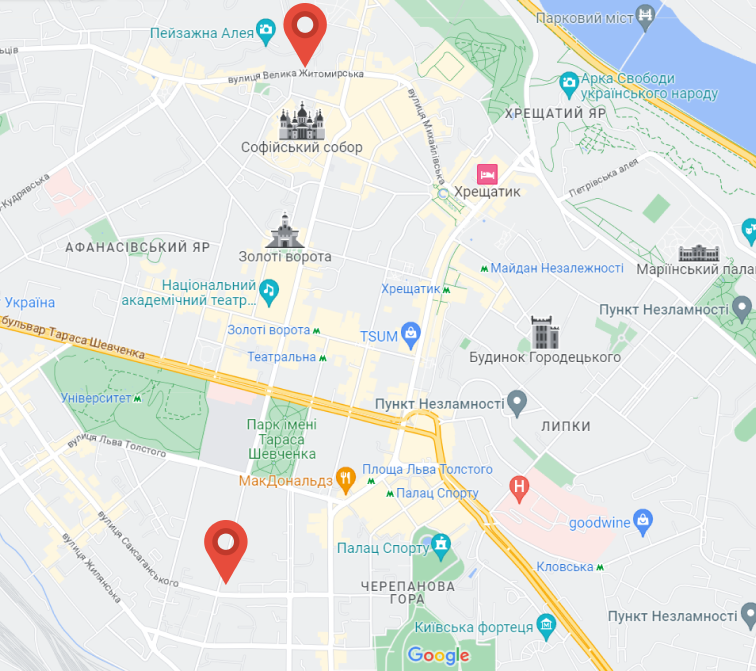 Парковий міст
Пейзажна Алея
вулиця Велика Житомирська
Арка Свободи
українського народу
вулиця Михайлівська
ХРЕЩАТИЙ ЯР
Софійський собор
Петрівська алея
Хрещатик
-Кудрявська
АФАНАСІВСЬКИЙ ЯР
Золоті ворота
Майдан Незалежності
Маріїнський пала
Національний
академічний театр...
Хрещатик
Україна
Пункт Незламності
бульвар Тараса Шевченка
Золоті ворота
TSUM
Театральна
Будинок Городецького
Університет
Пункт Незламності
Парк імені
Тараса
Шевченка
ЛИПКИ
вулиця Льва Толстого
Площа Льва Толстого
МакДональдз
Палац Спорту
H
goodwine
вулиця Саксаганського
вулиця Жилянська
Палац Спорту
Кловська
ЧЕРЕПАНОВА
ГОРА
Пункт Незламності
Київська фортеця
Google